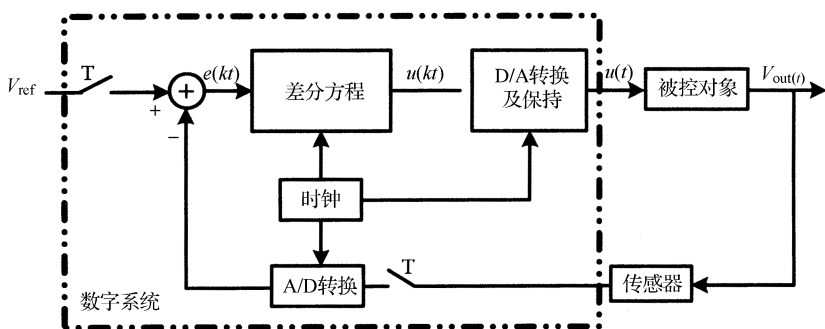 V_ref
T
+
−
+
e(kt)
差分方程
u(kt)
D/A转换
及保持
u(t)
被控对象
V_out(t)
时钟
A/D转换
T
传感器
数字系统